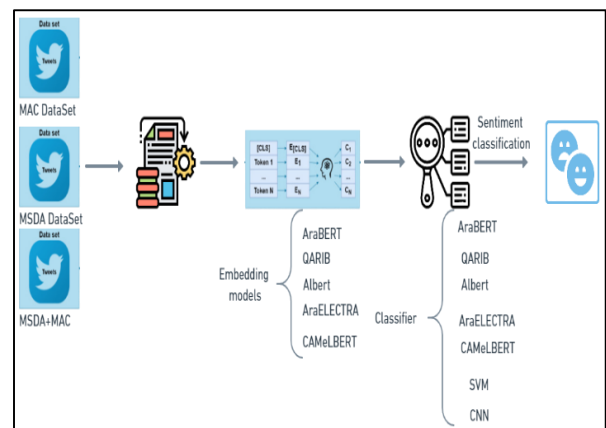 Data set
Tweets
MAC DataSet
Data set
Tweets
MSDA DataSet
Data set
Tweets
MSDA+MAC
[CLS] E[CLS] C1
Token 1 E1 C2
... ... ...
Token N EN CN
Sentiment
classification
Embedding
models
AraBERT
QARIB
Albert
AraELECTRA
CAMeLBERT
Classifier
AraBERT
QARIB
Albert
AraELECTRA
CAMeLBERT
SVM
CNN